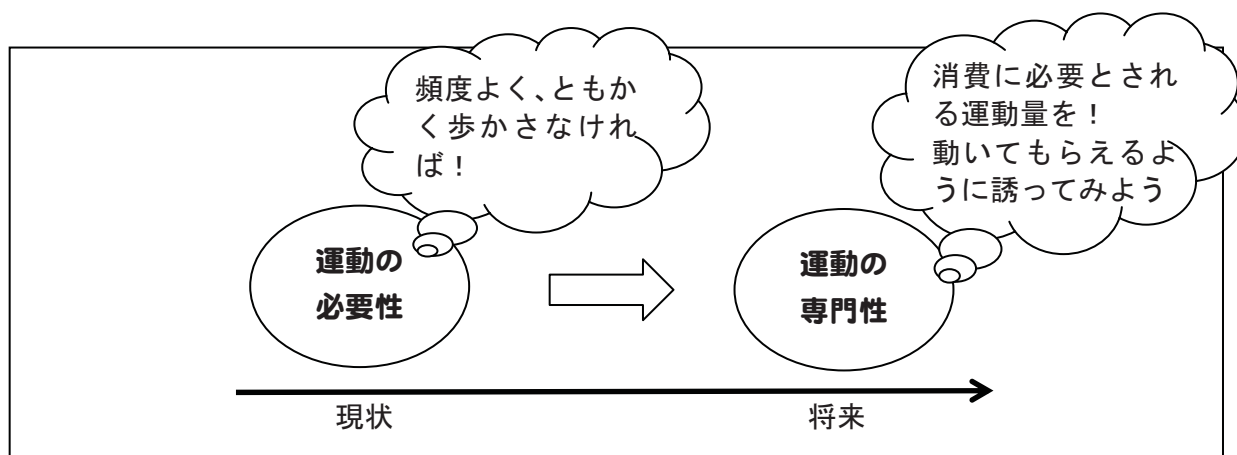 頻度よく、ともか
く歩かさなけれ
ば！
消費に必要とされ
る運動量を！
動いてもらえるよ
うに誘ってみよう
運動の
必要性
運動の
専門性
現状
将来